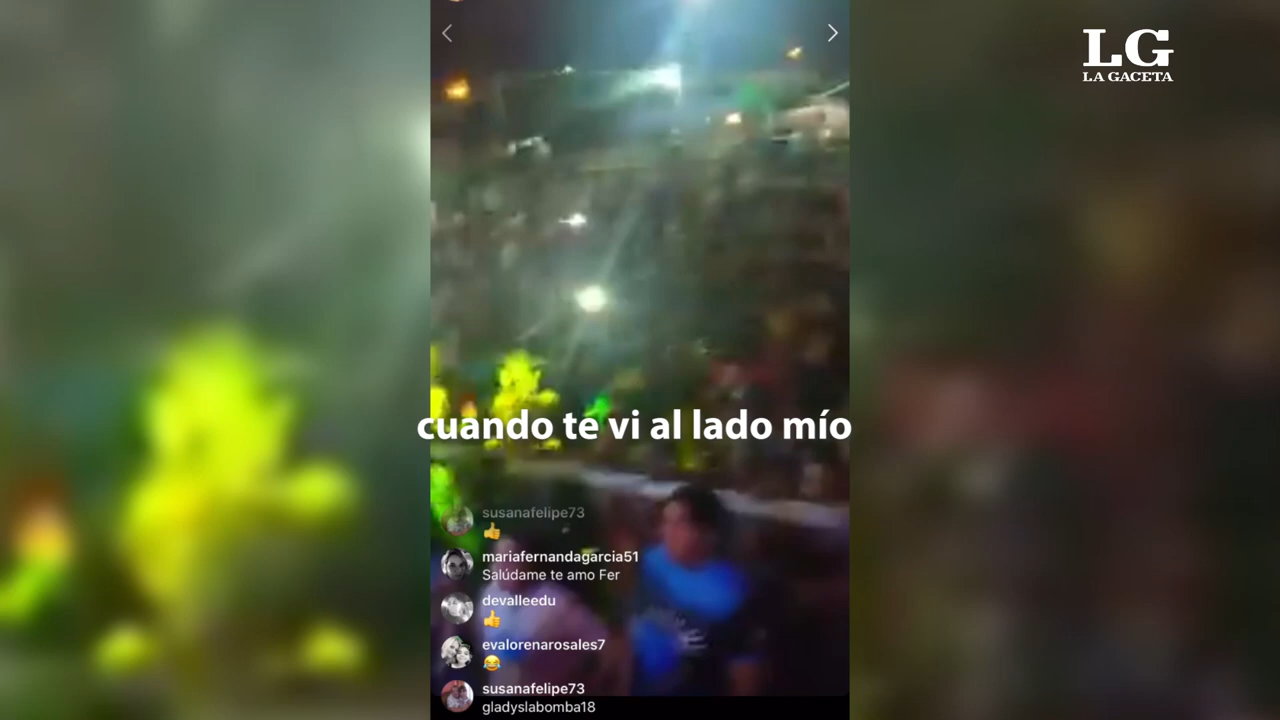 LG
LA GACETA
cuando te vi al lado mío
susanafelipe73
👍
mariafernandagarcia51
Salúdame te amo Fer
devalleedu
👍
evalorenarosales7
😂
susanafelipe73
gladyslabomba18